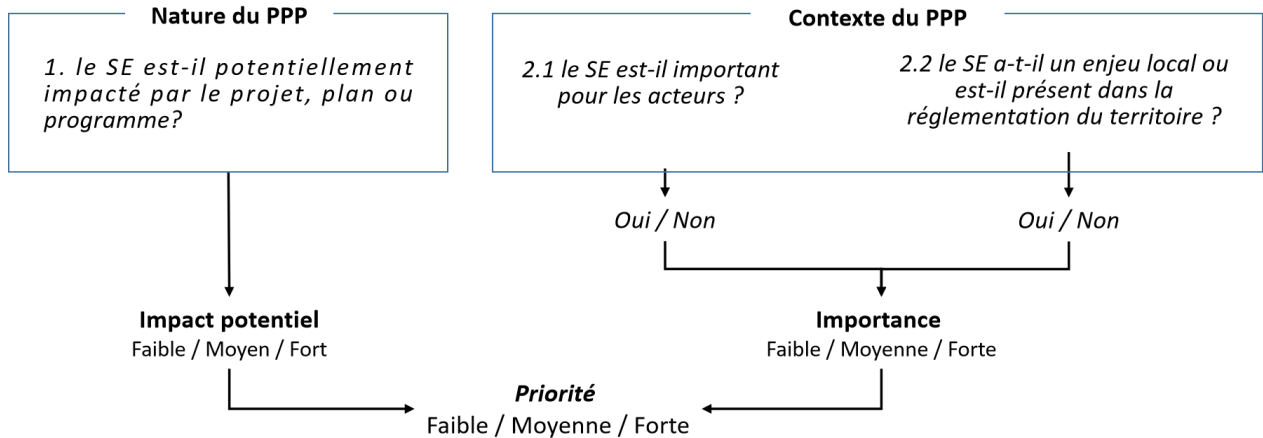 Nature du PPP
1. le SE est-il potentiellement
impacté par le projet, plan ou
programme?
Contexte du PPP
2.1 le SE est-il important
pour les acteurs ?
2.2 le SE a-t-il un enjeu local ou
est-il présent dans la
réglementation du territoire ?
Oui / Non
Oui / Non
Impact potentiel
Faible / Moyen / Fort
Importance
Faible / Moyenne / Forte
Priorité
Faible / Moyenne / Forte